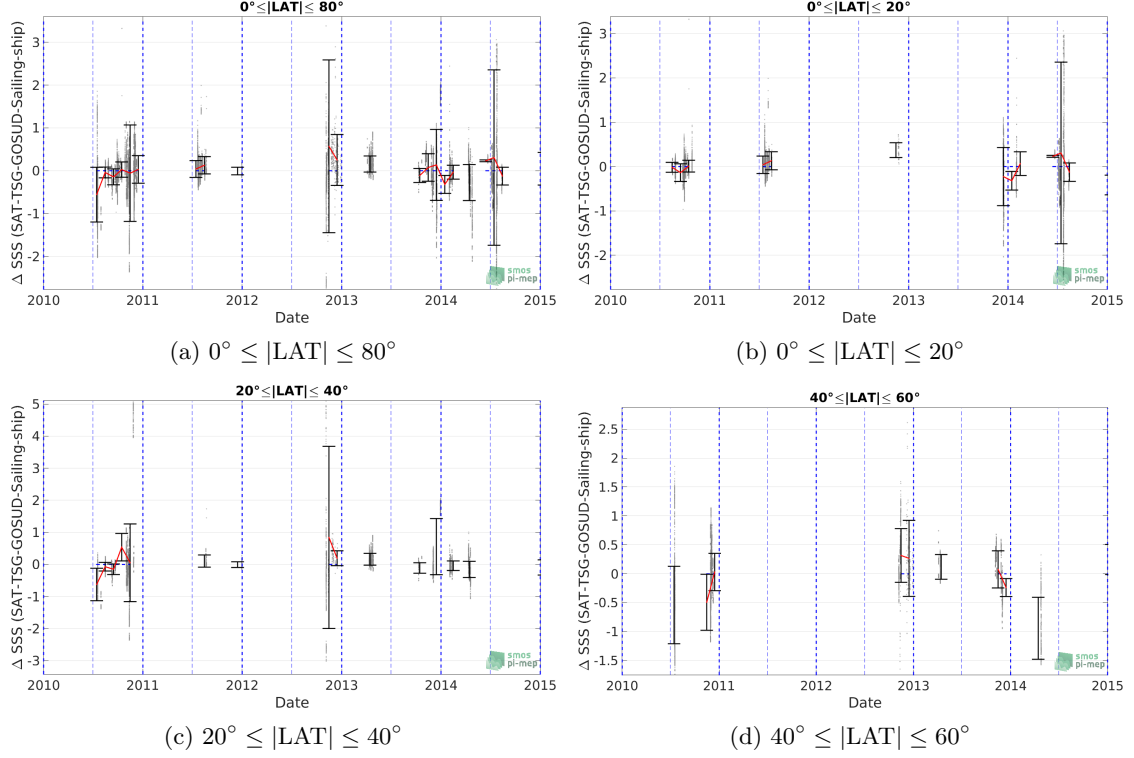 0°≤|LAT|≤ 80°
Δ SSS (SAT-TSG-GOSUD-Sailing-ship)
3
2
1
0
-1
-2
2010 2011 2012 2013 2014 2015
Date
smos
pi-mep
(a) 0° ≤ |LAT| ≤ 80°
0°≤|LAT|≤ 20°
Δ SSS (SAT-TSG-GOSUD-Sailing-ship)
3
2
1
0
-1
-2
2010 2011 2012 2013 2014 2015
Date
smos
pi-mep
(b) 0° ≤ |LAT| ≤ 20°
20°≤|LAT|≤ 40°
Δ SSS (SAT-TSG-GOSUD-Sailing-ship)
5
4
3
2
1
0
-1
-2
-3
2010 2011 2012 2013 2014 2015
Date
smos
pi-mep
(c) 20° ≤ |LAT| ≤ 40°
40°≤|LAT|≤ 60°
Δ SSS (SAT-TSG-GOSUD-Sailing-ship)
2.5
2
1.5
1
0.5
0
-0.5
-1
-1.5
2010 2011 2012 2013 2014 2015
Date
smos
pi-mep
(d) 40° ≤ |LAT| ≤ 60°